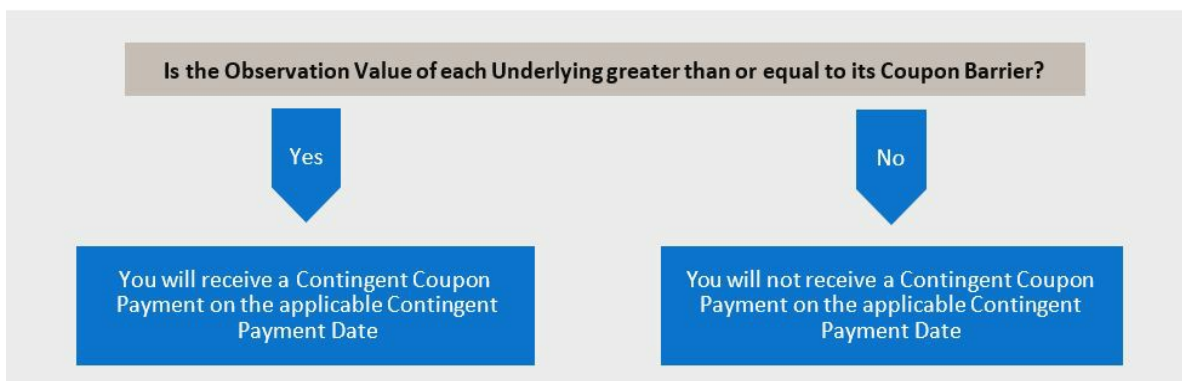 Is the Observation Value of each Underlying greater than or equal to its Coupon Barrier?
Yes
No
You will receive a Contingent Coupon
Payment on the applicable Contingent
Payment Date
You will not receive a Contingent Coupon
Payment on the applicable Contingent
Payment Date